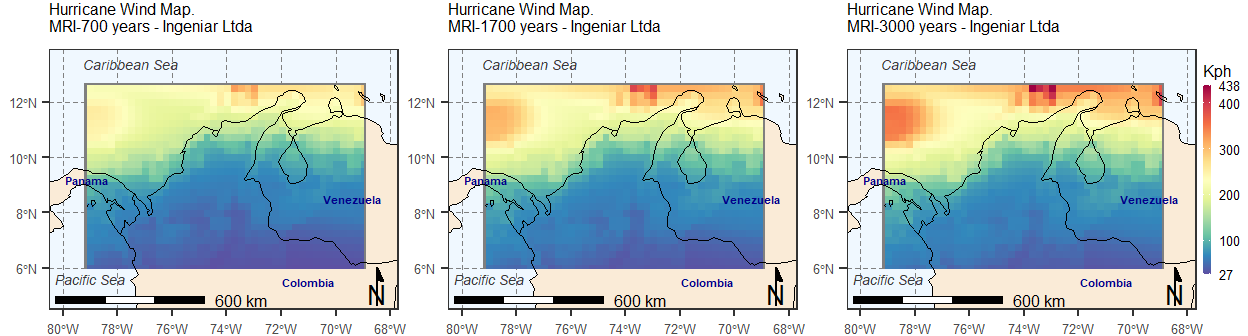 Hurricane Wind Map.
MRI-700 years - Ingeniar Ltda
Caribbean Sea
12°N
10°N
8°N
6°N
Panama
Venezuela
Pacific Sea
Colombia
600 km
N
80°W 78°W 76°W 74°W 72°W 70°W 68°W
Hurricane Wind Map.
MRI-1700 years - Ingeniar Ltda
Caribbean Sea
12°N
10°N
8°N
6°N
Panama
Venezuela
Pacific Sea
Colombia
600 km
N
80°W 78°W 76°W 74°W 72°W 70°W 68°W
Hurricane Wind Map.
MRI-3000 years - Ingeniar Ltda
Caribbean Sea
12°N
10°N
8°N
6°N
Panama
Venezuela
Pacific Sea
Colombia
600 km
N
80°W 78°W 76°W 74°W 72°W 70°W 68°W
Kph
438
400
300
200
100
27